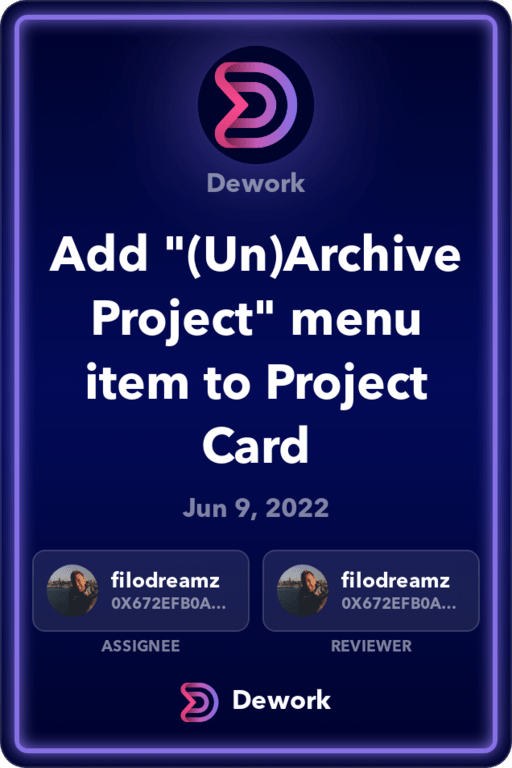 Dework
Add "(Un)Archive
Project" menu
item to Project
Card
Jun 9, 2022
filodreamz
0X672EFB0A...
ASSIGNEE
filodreamz
0X672EFB0A...
REVIEWER
Dework